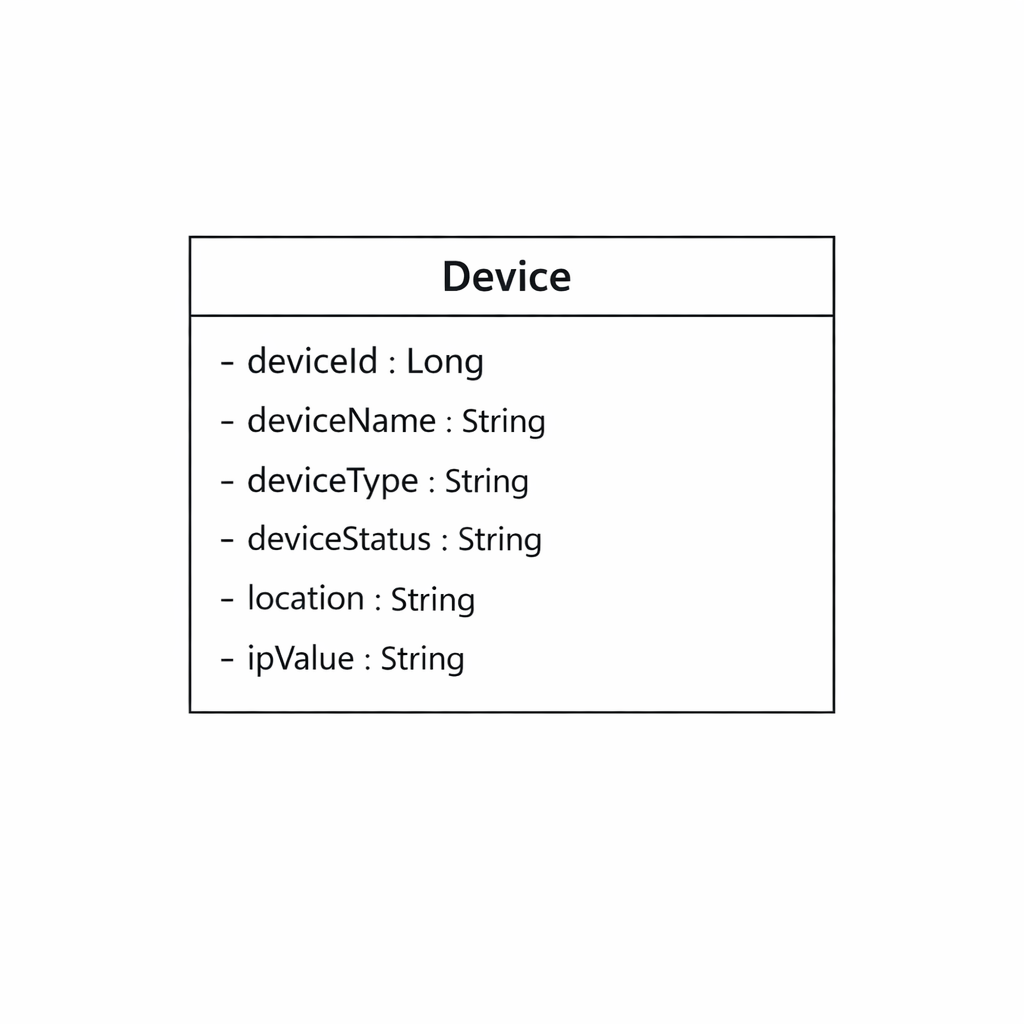 Device
- deviceId : Long
- deviceName : String
- deviceType : String
- deviceStatus : String
- location : String
- ipValue : String